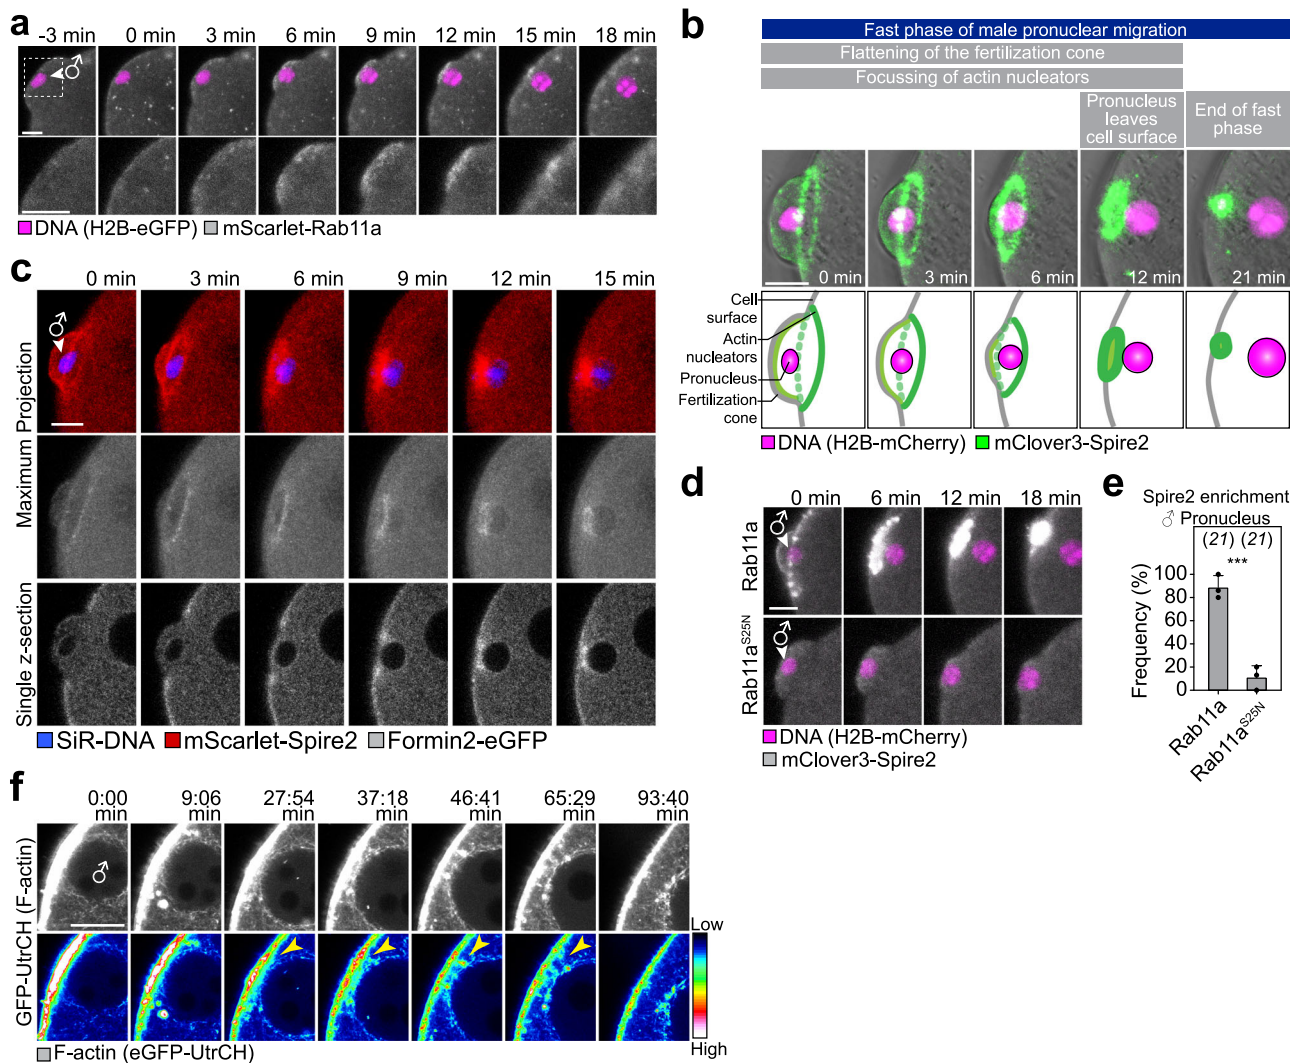 a
-3 min 0 min 3 min 6 min 9 min 12 min 15 min 18 min
♂
DNA (H2B-eGFP) mScarlet-Rab11a
b
Fast phase of male pronuclear migration
Flattening of the fertilization cone
Focussing of actin nucleators
Pronucleus
leaves
cell surface
End of fast
phase
0 min 3 min 6 min 12 min 21 min
Cell
surface
Actin
nucleators
Pronucleus
Fertilization
cone
DNA (H2B-mCherry) mClover3-Spire2
c
0 min 3 min 6 min 9 min 12 min 15 min
♂
Maximum Projection
Single z-section
SiR-DNA mScarlet-Spire2 Formin2-eGFP
d
0 min 6 min 12 min 18 min
Rab11a
♂
Rab11aS25N
♂
DNA (H2B-mCherry)
mClover3-Spire2
e
Spire2 enrichment
♂ Pronucleus
(21) (21)
***
Frequency (%)
100
80
60
40
20
0
Rab11a
Rab11aS25N
f
0:00 min 9:06 min 27:54 min 37:18 min 46:41 min 65:29 min 93:40 min
♂
GFP-UtrCH (F-actin)
Low
High
F-actin (eGFP-UtrCH)